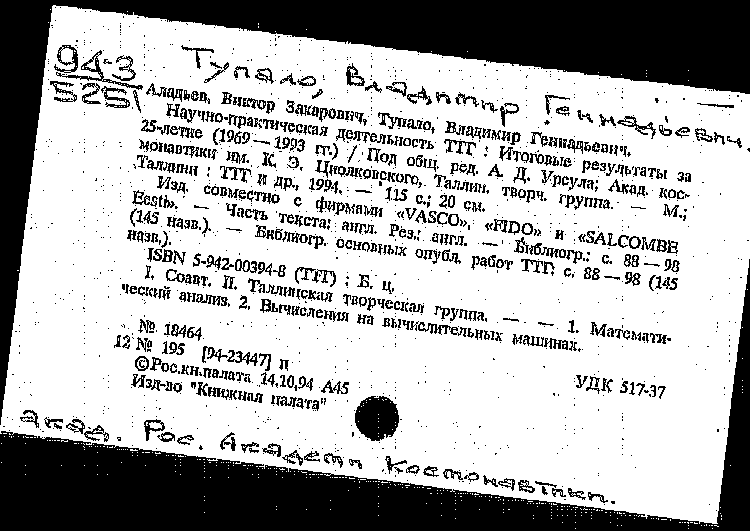 Тупало, Владимир Геннадьевич.
94-3
5251
Аладьев, Виктор Захарович, Тупало, Владимир Геннадьевич.
Научно-практическая деятельность ТТГ : Итоговые результаты за
25-летие (1969 — 1993 гг.) / Под общ. ред. А. Д. Урсула; Акад. кос-
монавтики им. К. Э. Циолковского, Таллин. творч. группа. — М.;
Таллинн : ТТГ и др., 1994. — 115 с.; 20 см.
Изд. совместно с фирмами «VASCO», «FIDO» и «SALCOMBE
Eesti». — Часть текста: англ. Рез.: англ. — Библиогр.: с. 88 — 98
(145 назв.). — Библиогр. основных опубл. работ ТТГ: с. 88 — 98 (145
назв.).
ISBN 5-942-00394-8 (ТТГ) : Б. ц.
I. Соавт. II. Таллинская творческая группа. — — 1. Математи-
ческий анализ. 2. Вычисления на вычислительных машинах.
№ 18464
12 № 195 [94-23447] п
УДК 517-37
©Рос.кн.палата 14.10.94 А45
Изд-во "Книжная палата"
акад. Рос. Академии Космонавтики.